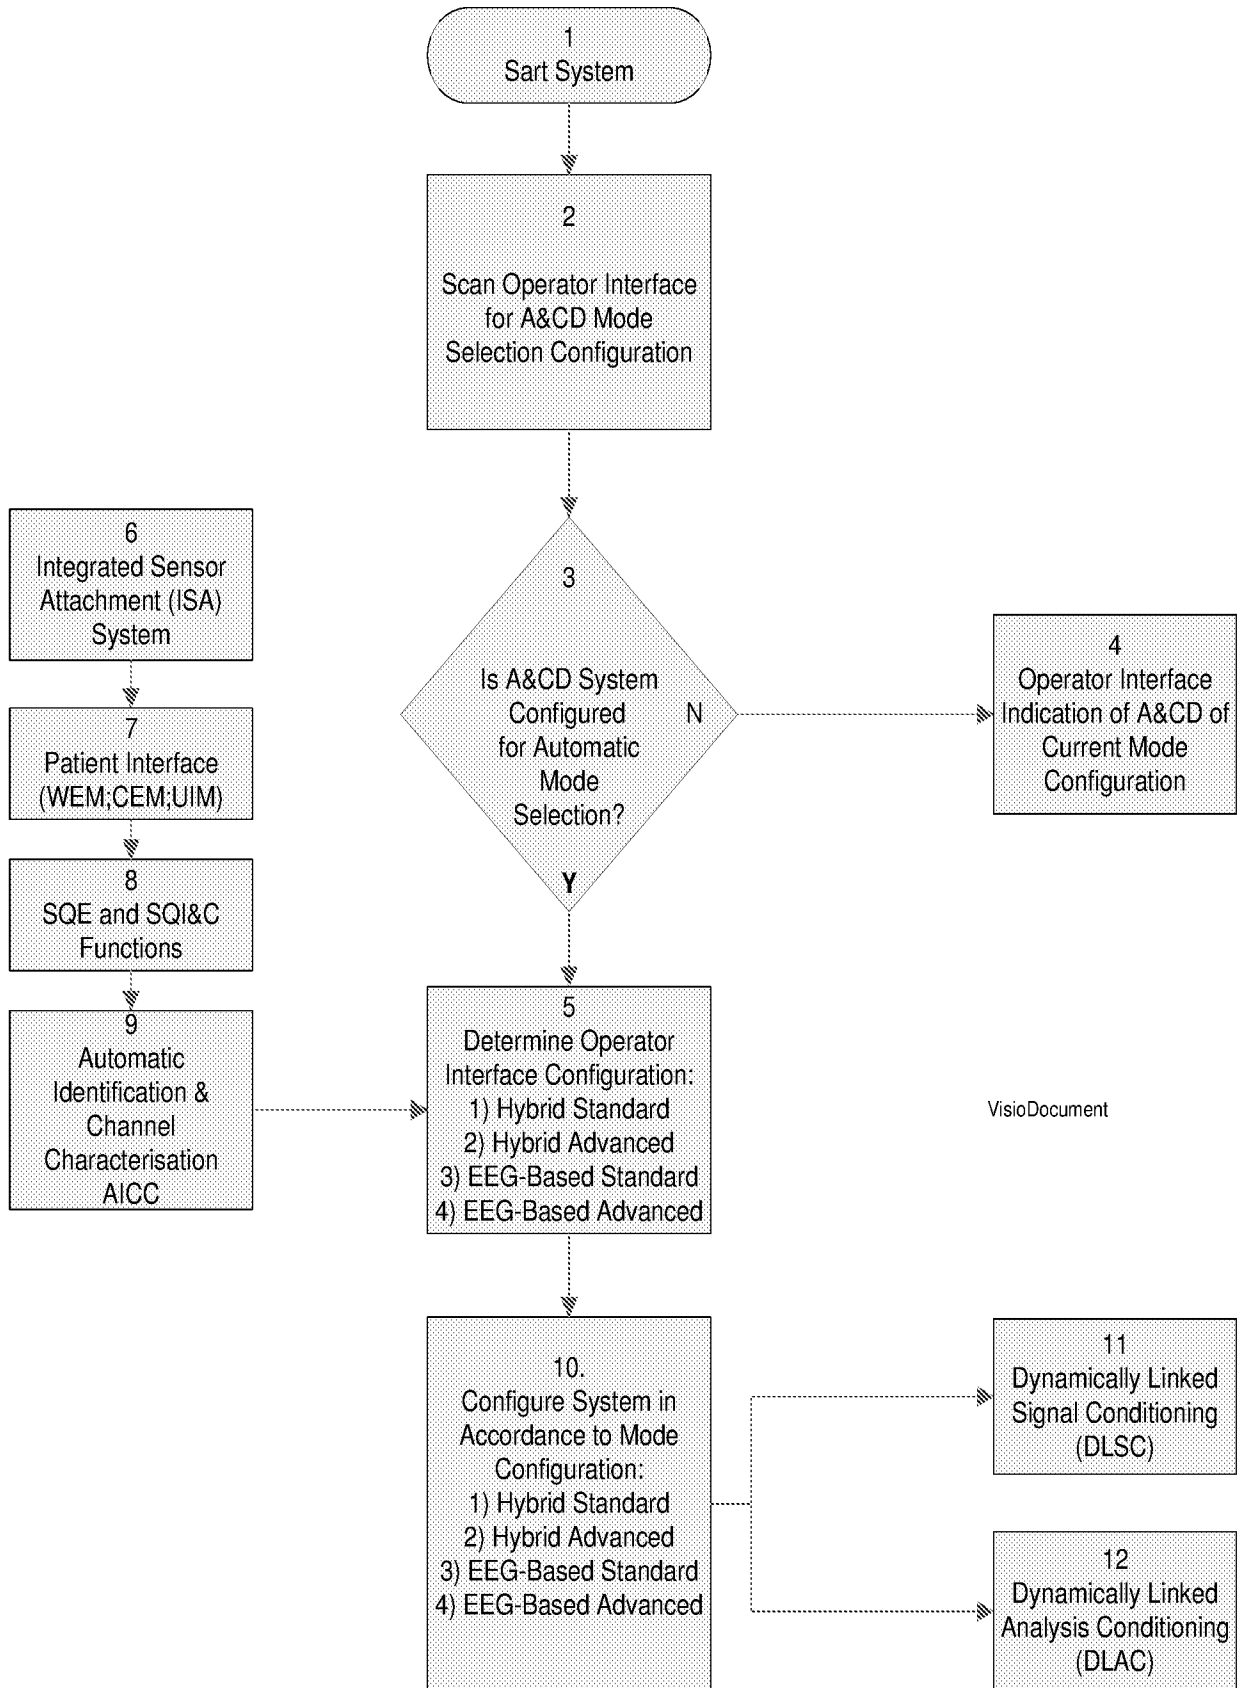 1
Sart System
2
Scan Operator Interface
for A&CD Mode
Selection Configuration
3
Is A&CD System
Configured
for Automatic
Mode
Selection?
N
Y
4
Operator Interface
Indication of A&CD of
Current Mode
Configuration
6
Integrated Sensor
Attachment (ISA)
System
7
Patient Interface
(WEM;CEM;UIM)
8
SQE and SQI&C
Functions
9
Automatic
Identification &
Channel
Characterisation
AICC
5
Determine Operator
Interface Configuration:
1) Hybrid Standard
2) Hybrid Advanced
3) EEG-Based Standard
4) EEG-Based Advanced
VisioDocument
10.
Configure System in
Accordance to Mode
Configuration:
1) Hybrid Standard
2) Hybrid Advanced
3) EEG-Based Standard
4) EEG-Based Advanced
11
Dynamically Linked
Signal Conditioning
(DLSC)
12
Dynamically Linked
Analysis Conditioning
(DLAC)